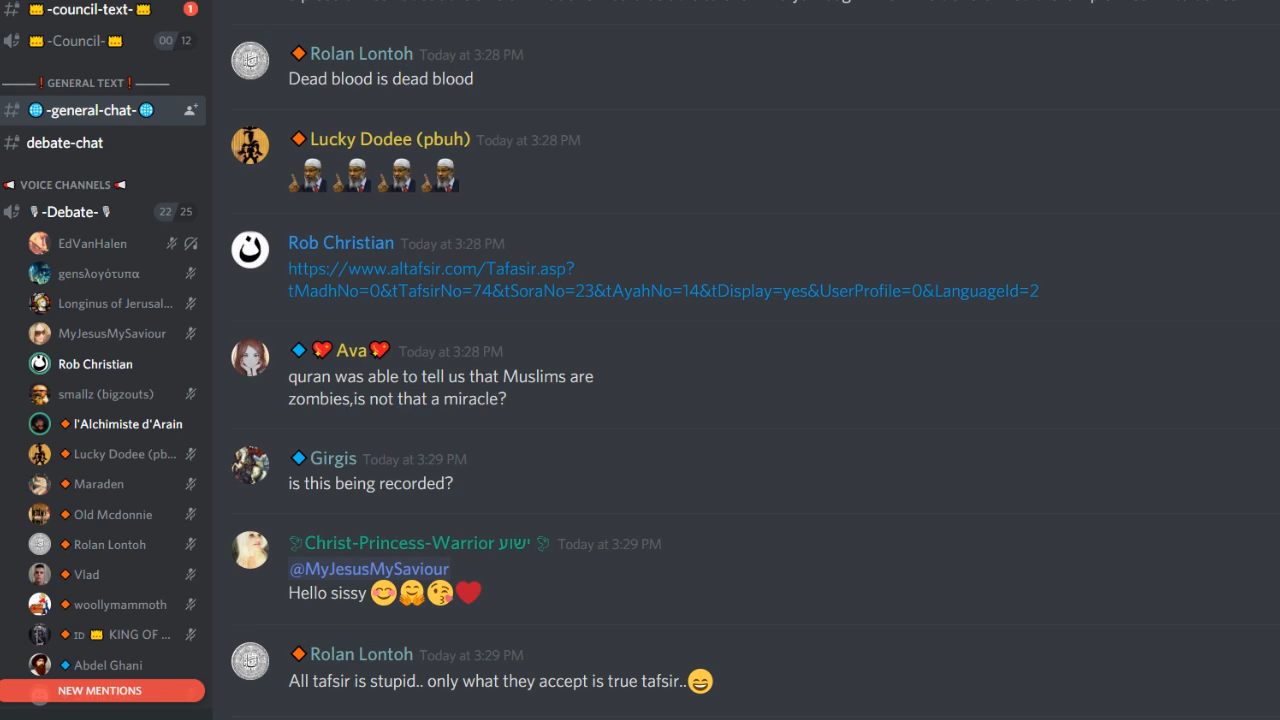 -council-text-
1
-Council-
00 12
GENERAL TEXT
-general-chat-
debate-chat
VOICE CHANNELS
-Debate-
22 25
EdVanHalen
gensλογότυπα
Longinus of Jerusal...
MyJesusMySaviour
Rob Christian
smallz (bigzouts)
l'Alchimiste d'Arain
Lucky Dodee (pb...
Maraden
Old Mcdonnie
Rolan Lontoh
Vlad
woollymammoth
ID KING OF ...
Abdel Ghani
NEW MENTIONS
Rolan Lontoh Today at 3:28 PM
Dead blood is dead blood
Lucky Dodee (pbuh) Today at 3:28 PM
Rob Christian Today at 3:28 PM
https://www.altafsir.com/Tafasir.asp?
tMadhNo=0&tTafsirNo=74&tSoraNo=23&tAyahNo=14&tDisplay=yes&UserProfile=0&LanguageId=2
Ava Today at 3:28 PM
quran was able to tell us that Muslims are
zombies,is not that a miracle?
Girgis Today at 3:29 PM
is this being recorded?
Christ-Princess-Warrior ישוע Today at 3:29 PM
@MyJesusMySaviour
Hello sissy 😊🤗😘❤
Rolan Lontoh Today at 3:29 PM
All tafsir is stupid.. only what they accept is true tafsir..😄